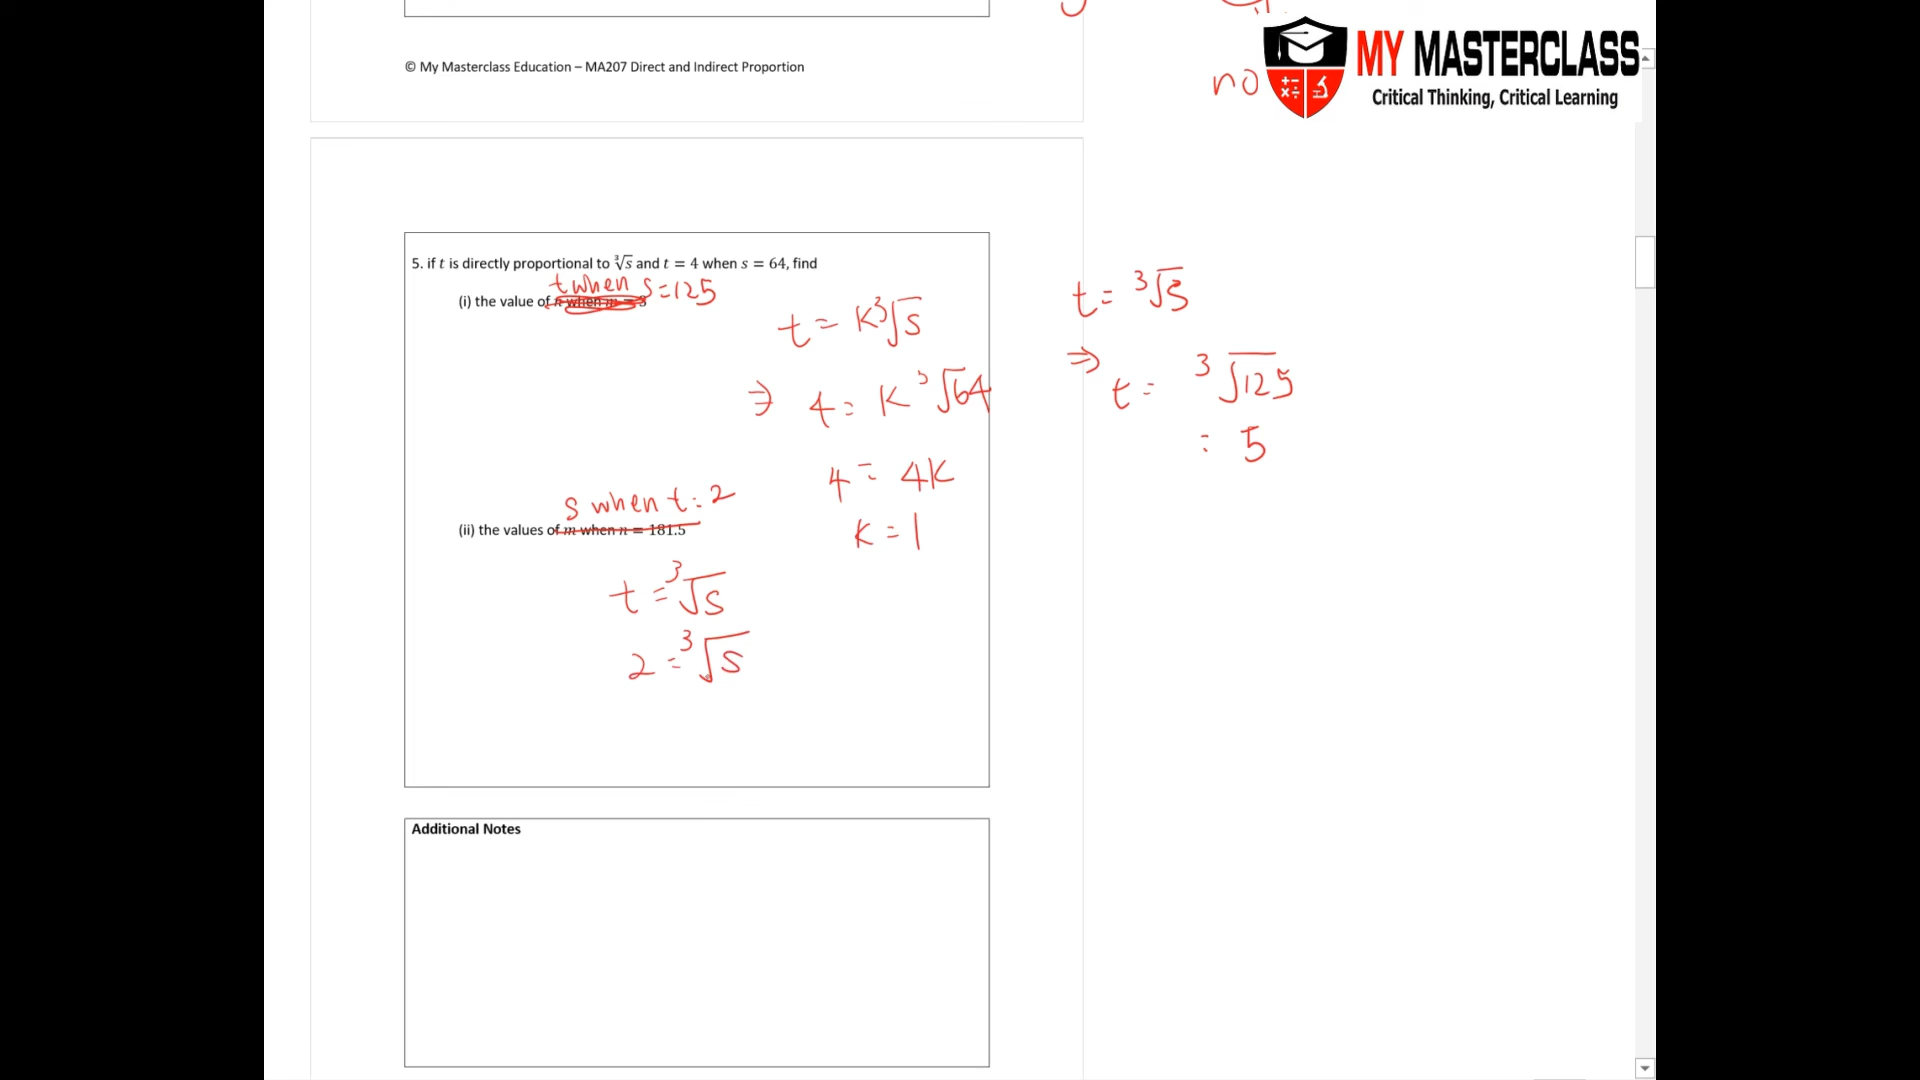 MY MASTERCLASS
Critical Thinking, Critical Learning
© My Masterclass Education – MA207 Direct and Indirect Proportion
no
5. if t is directly proportional to ∛s and t = 4 when s = 64, find
t when s = 125
(i) the value of n when m = 3
t = k∛s
⇒ 4 = k∛64
4 = 4k
k = 1
t = ∛s
⇒ t = ∛125
= 5
s when t = 2
(ii) the values of m when n = 181.5
t = ∛s
2 = ∛s
Additional Notes